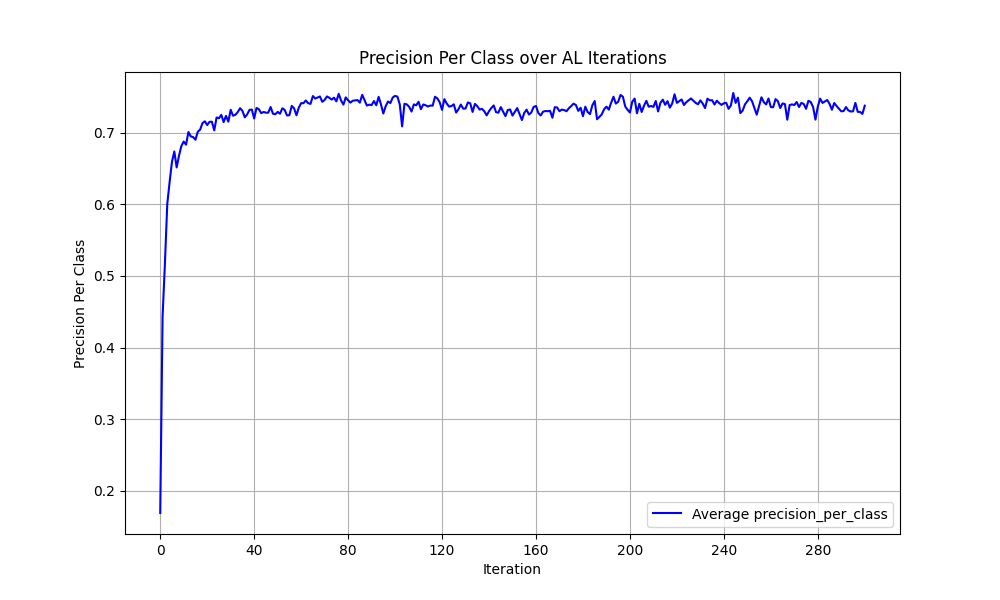 Precision Per Class over AL Iterations
0.7
0.6
0.5
0.4
0.3
0.2
Precision Per Class
Average precision_per_class
0 40 80 120 160 200 240 280
Iteration